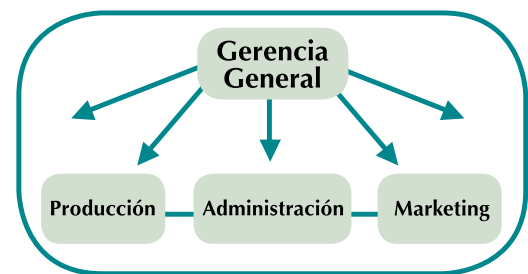 Gerencia
General
Producción
Administración
Marketing